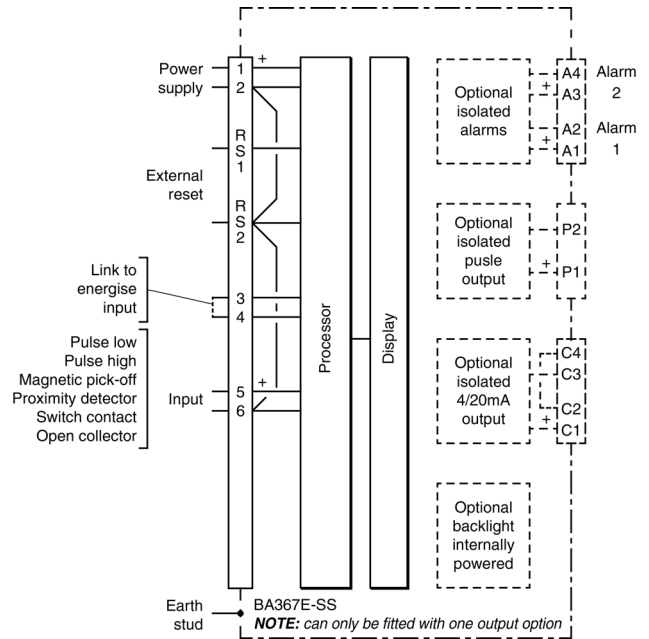 Power
supply
1
+
2
R
S
1
External
reset
R
S
2
Link to
energise
input
3
4
Pulse low
Pulse high
Magnetic pick-off
Proximity detector
Switch contact
Open collector
Input
5
+
6
Processor
Display
Optional
isolated
alarms
+
+
A4
A3
A2
A1
Alarm
2
Alarm
1
Optional
isolated
pusle
output
+
P2
P1
Optional
isolated
4/20mA
output
+
C4
C3
C2
C1
Optional
backlight
internally
powered
Earth
stud
BA367E-SS
NOTE: can only be fitted with one output option